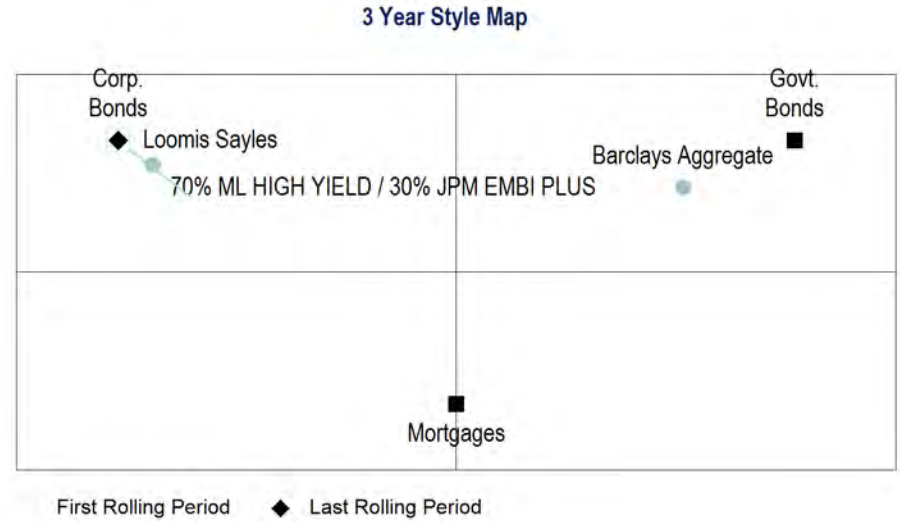 3 Year Style Map
Corp.
Bonds
Govt.
Bonds
Loomis Sayles
Barclays Aggregate
70% ML HIGH YIELD / 30% JPM EMBI PLUS
Mortgages
First Rolling Period
Last Rolling Period